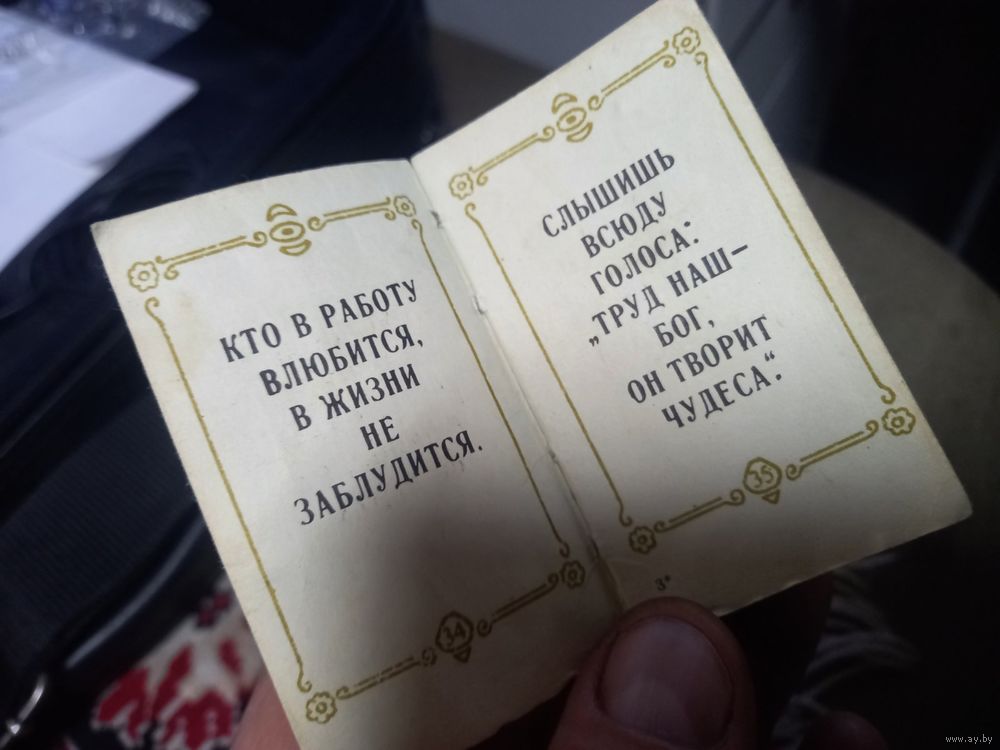 КТО В РАБОТУ
ВЛЮБИТСЯ,
В ЖИЗНИ
НЕ
ЗАБЛУДИТСЯ.
34
СЛЫШИШЬ
ВСЮДУ
ГОЛОСА:
„ТРУД НАШ—
БОГ,
ОН ТВОРИТ
ЧУДЕСА.“
35
3*
www.ay.by